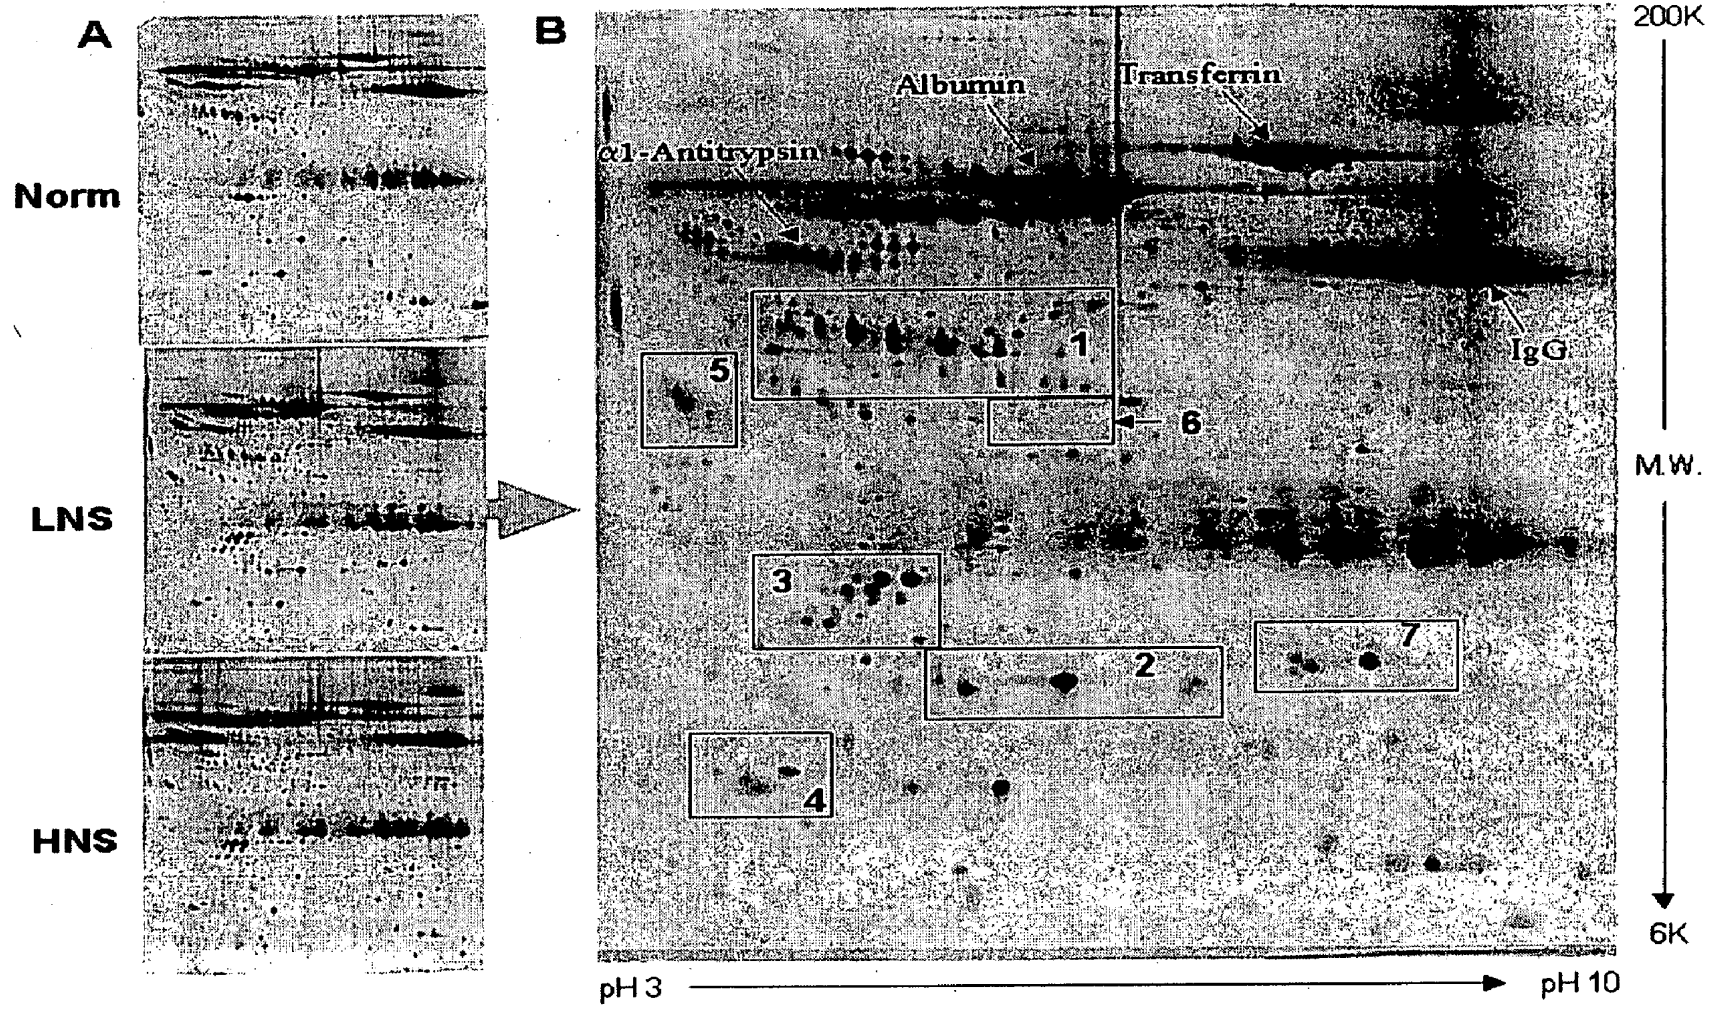 A
B
200K
Albumin
Transferrin
α1-Antitrypsin
Norm
1
IgG
5
6
M.W.
LNS
3
7
2
4
HNS
6K
pH 3
pH 10